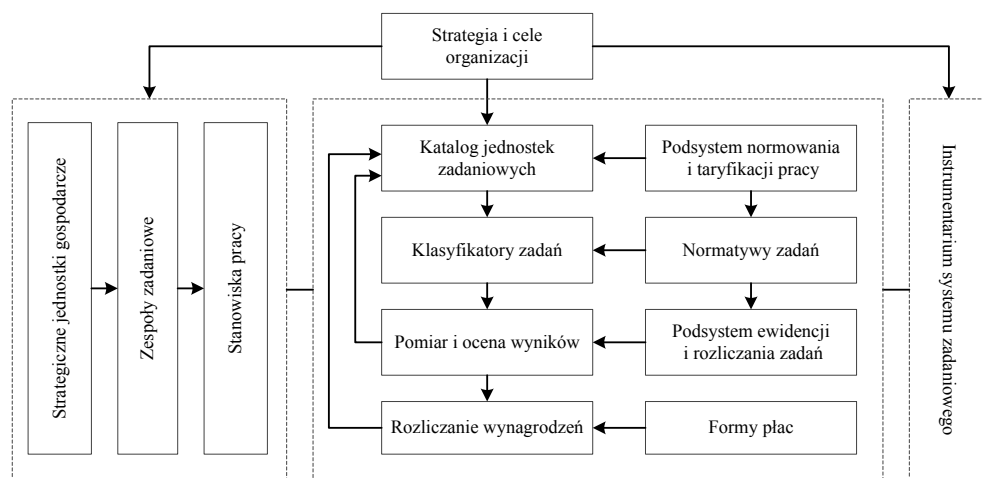 Strategia i cele
organizacji
Strategiczne jednostki gospodarcze
Zespoły zadaniowe
Stanowiska pracy
Katalog jednostek
zadaniowych
Podsystem normowania
i taryfikacji pracy
Klasyfikatory zadań
Normatywy zadań
Pomiar i ocena wyników
Podsystem ewidencji
i rozliczania zadań
Rozliczanie wynagrodzeń
Formy płac
Instrumentarium systemu zadaniowego